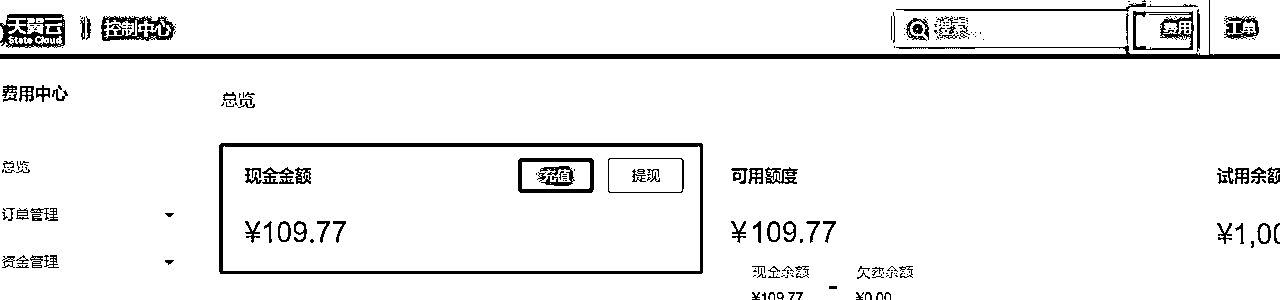 天翼云 控制中心 搜索... 费用 工单
State Cloud
费用中心
总览
总览
订单管理
资金管理
现金金额 充值 提现
¥109.77
可用额度
¥109.77
现金余额 - 欠费余额
¥109.77 ¥0.00
试用余额
¥1,00